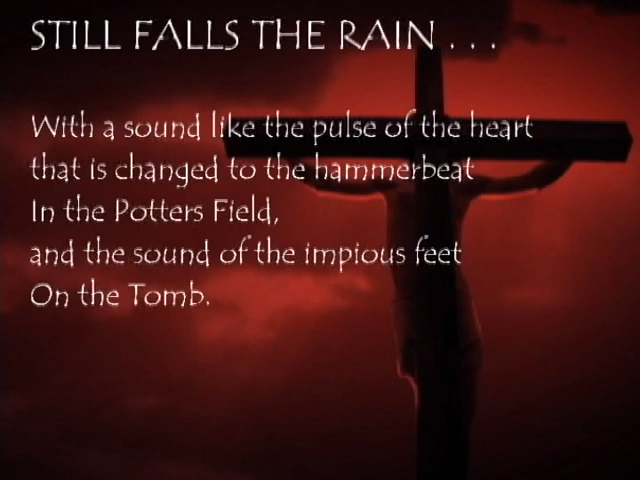 STILL FALLS THE RAIN . . .
With a sound like the pulse of the heart
that is changed to the hammerbeat
In the Potters Field,
and the sound of the impious feet
On the Tomb.